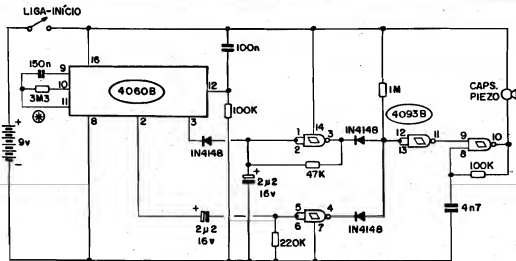 LIGA-INÍCIO
150n
9
10
11
3M3
16
4060B
12
8
2
3
100n
100K
+
9v
1N4148
1
2
14
3
1N4148
47K
+
2µ2
16v
+
2µ2
16v
5
6
4
7
220K
1N4148
1M
4093B
12
13
11
9
8
10
CAPS.
PIEZO
100K
4n7